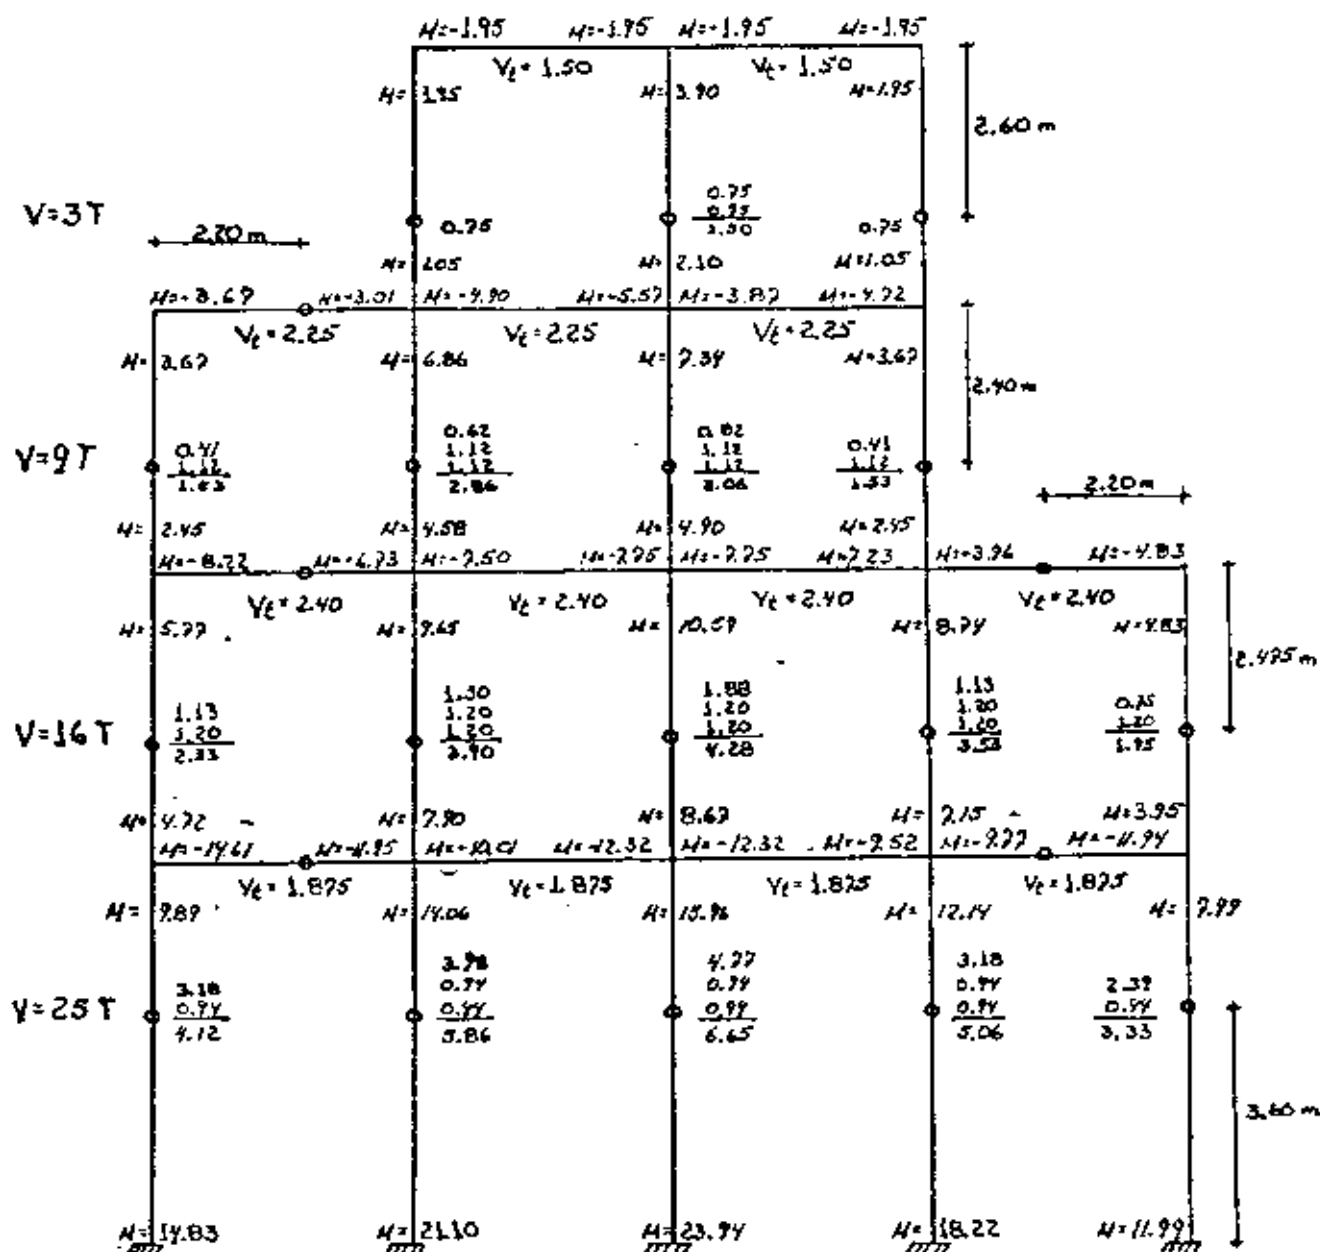 M=-1.95 M=-1.95 M=-1.95 M=-1.95
Vt=1.50 Vt=1.50
M= 1.95 M= 3.90 M=1.95
2.60 m
0.75
0.75
V=3T 0.75 1.50 0.75
2.20 m
M= 1.05 M= 2.10 M=1.05
M=-3.67 M=-3.01 M=-4.90 M=-5.57 M=-3.87 M=-4.72
Vt=2.25 Vt=2.25 Vt=2.25
M= 3.67 M= 6.86 M= 7.34 M=3.67
2.40 m
0.62 0.82
0.41 1.12 1.12 0.41
V=9T 1.12 1.12 1.12 1.12
1.53 2.86 3.06 1.53
2.20 m
M= 2.45 M= 4.58 M= 4.90 M=2.45
M=-8.22 M=-6.73 M=-7.50 M=-7.75 M=-7.75 M=7.23 M=-3.96 M=-4.83
Vt=2.40 Vt=2.40 Vt=2.40 Vt=2.40
M= 5.77 M= 9.65 M= 10.59 M= 8.74 M=4.83
2.475 m
1.50 1.88 1.13
1.13 1.20 1.20 1.20 0.75
V=16T 1.20 1.20 1.20 1.20 1.20
2.33 3.90 4.28 3.53 1.95
M= 4.72 M= 7.90 M= 8.67 M= 7.15 M=3.95
M=-14.61 M=-11.95 M=-10.01 M=-12.32 M=-12.32 M=-9.52 M=-9.77 M=-11.94
Vt=1.875 Vt=1.875 Vt=1.875 Vt=1.875
M= 9.89 M= 14.06 M= 15.96 M= 12.14 M= 7.99
3.98 4.77 3.18
3.18 0.94 0.94 0.94 2.39
V=25T 0.94 0.94 0.94 0.94 0.94
4.12 5.86 6.65 5.06 3.33
3.60 m
M= 14.83 M= 21.10 M= 23.94 M= 18.22 M= 11.99